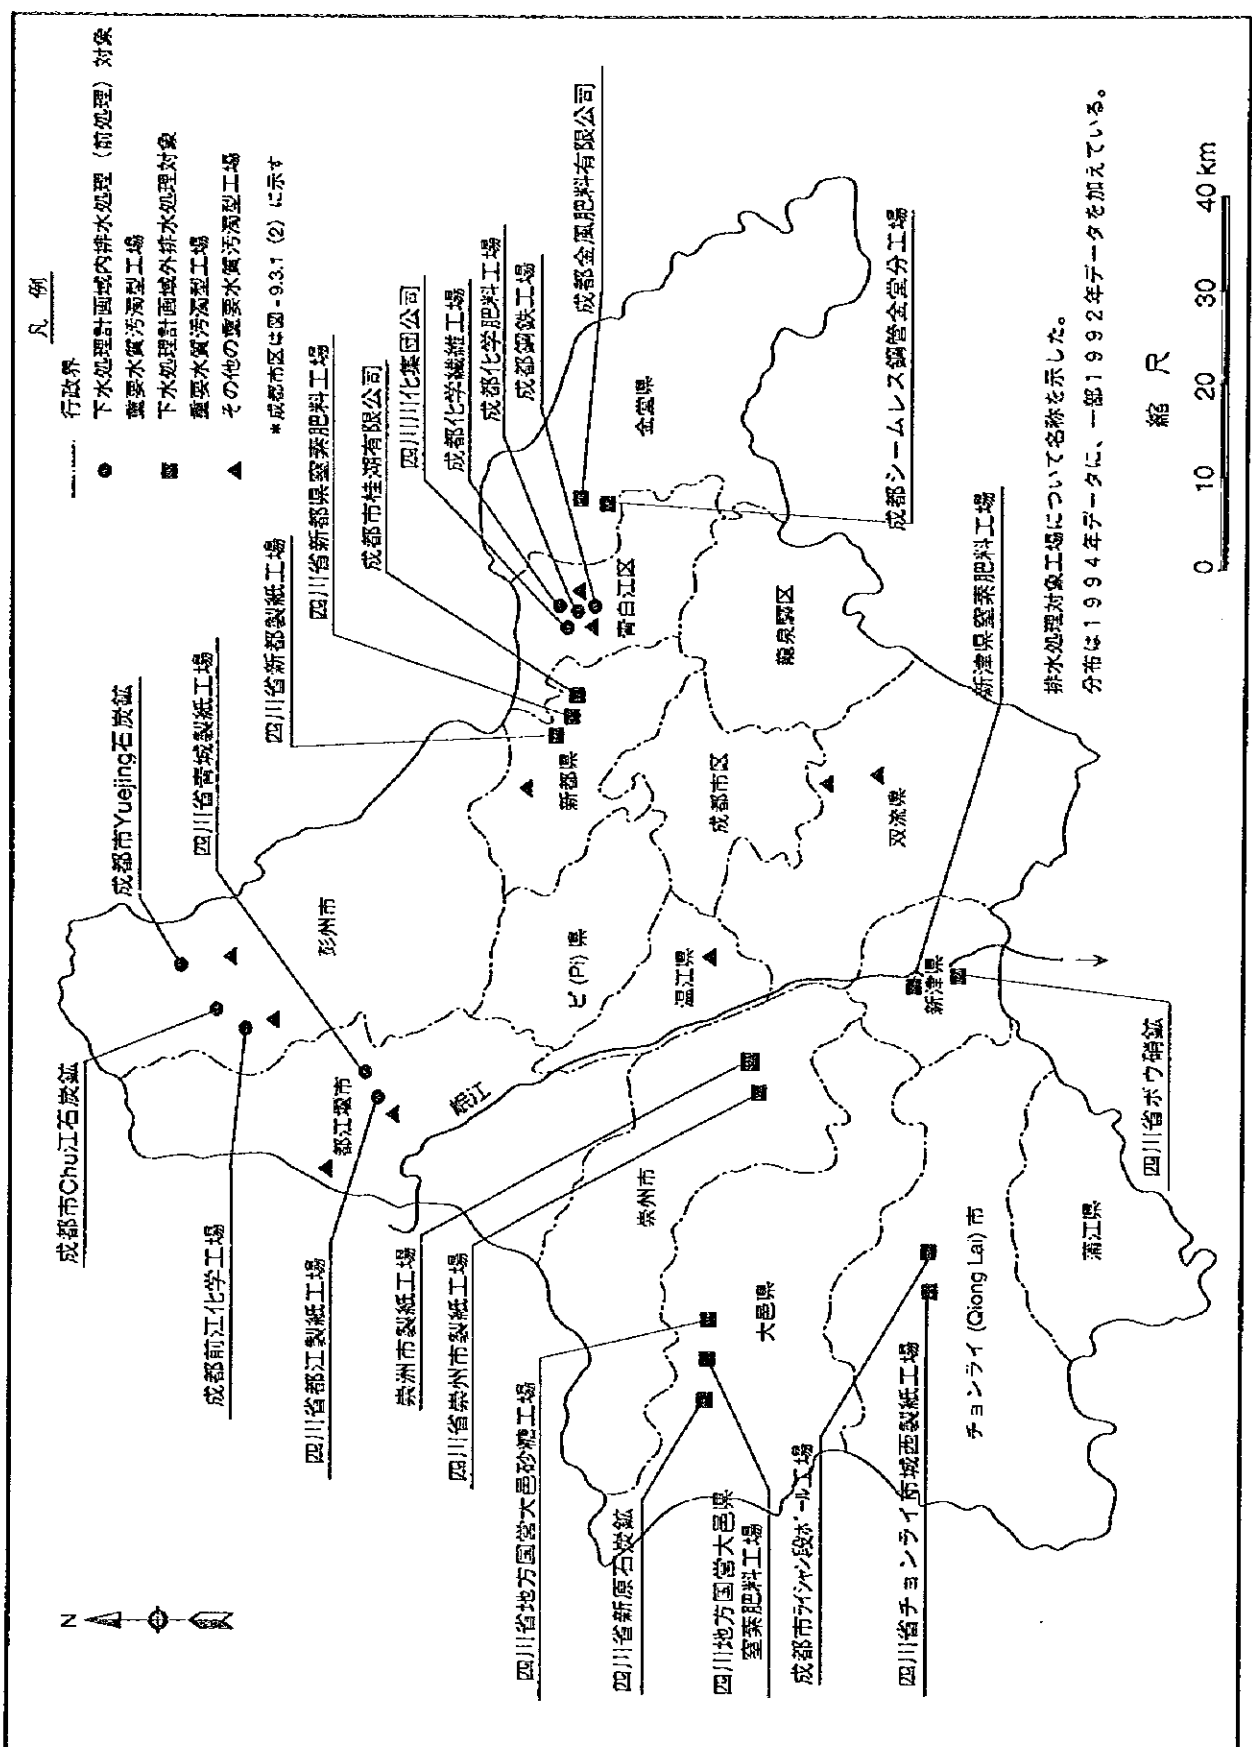 凡例
行政界
下水処理計画域内排水処理（前処理）対象
重要水質汚濁型工場
下水処理計画域外排水処理対象
重要水質汚濁型工場
その他の重要水質汚濁型工場
*成都市区は図-9.3.1 (2) に示す
N
成都市Chu江石炭鉱
成都市Yuejing石炭鉱
四川省青城製紙工場
成都前江化学工場
四川省都江製紙工場
崇洲市製紙工場
四川省崇州市製紙工場
四川省地方国営大邑砂糖工場
四川省新原石炭鉱
四川地方国営大邑県
窒素肥料工場
成都市ライシャン段ボール工場
四川省チョンライ市城西製紙工場
四川省新都製紙工場
四川省新都県窒素肥料工場
成都市桂湖有限公司
四川川化集団公司
成都化学繊維工場
成都化学肥料工場
成都鋼鉄工場
成都金風肥料有限公司
成都シームレス鋼管金堂分工場
新津県窒素肥料工場
四川省ボウ硝鉱
都江堰市
彭州市
岷江
崇州市
大邑県
チョンライ (Qiong Lai) 市
蒲江県
ピ (Pi) 県
温江県
新津県
新都県
成都市区
双流県
青白江区
龍泉驛区
金堂県
排水処理対象工場について名称を示した。
分布は1994年データに、一部1992年データを加えている。
縮尺
0 10 20 30 40 km